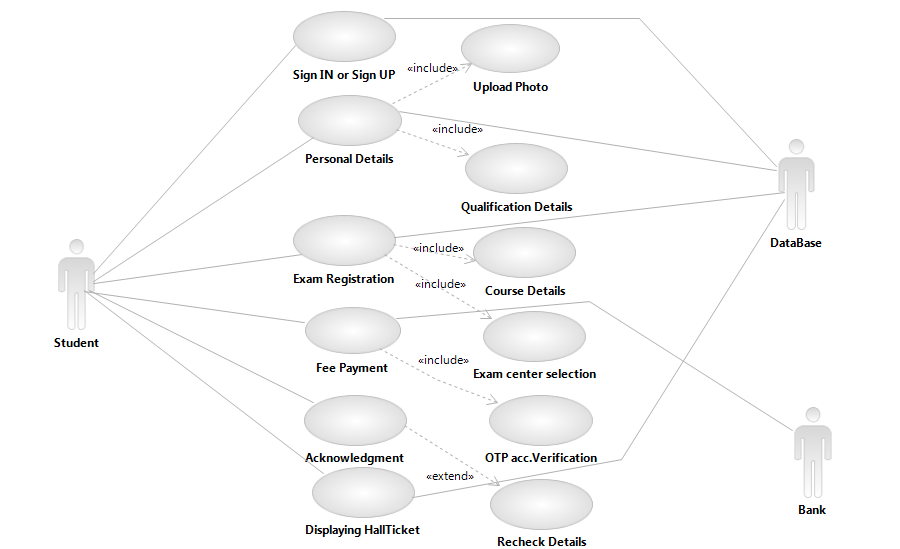 Sign IN or Sign UP
«include»
Upload Photo
«include»
Personal Details
Qualification Details
DataBase
«include»
Exam Registration
«include»
Course Details
Student
«include»
Fee Payment
Exam center selection
Acknowledgment
OTP acc.Verification
«extend»
Bank
Displaying HallTicket
Recheck Details